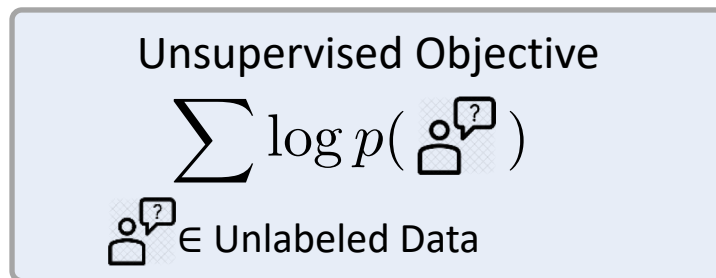 Unsupervised Objective
∑ log p( ? )
? ∈ Unlabeled Data